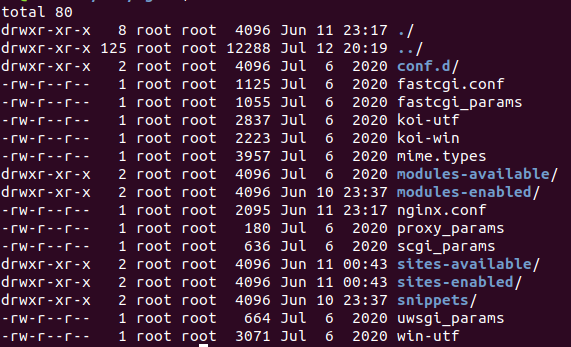 total 80
drwxr-xr-x   8 root root  4096 Jun 11 23:17 ./
drwxr-xr-x 125 root root 12288 Jul 12 20:19 ../
drwxr-xr-x   2 root root  4096 Jul  6  2020 conf.d/
-rw-r--r--   1 root root  1125 Jul  6  2020 fastcgi.conf
-rw-r--r--   1 root root  1055 Jul  6  2020 fastcgi_params
-rw-r--r--   1 root root  2837 Jul  6  2020 koi-utf
-rw-r--r--   1 root root  2223 Jul  6  2020 koi-win
-rw-r--r--   1 root root  3957 Jul  6  2020 mime.types
drwxr-xr-x   2 root root  4096 Jul  6  2020 modules-available/
drwxr-xr-x   2 root root  4096 Jun 10 23:37 modules-enabled/
-rw-r--r--   1 root root  2095 Jun 11 23:17 nginx.conf
-rw-r--r--   1 root root   180 Jul  6  2020 proxy_params
-rw-r--r--   1 root root   636 Jul  6  2020 scgi_params
drwxr-xr-x   2 root root  4096 Jun 11 00:43 sites-available/
drwxr-xr-x   2 root root  4096 Jun 11 00:43 sites-enabled/
drwxr-xr-x   2 root root  4096 Jun 10 23:37 snippets/
-rw-r--r--   1 root root   664 Jul  6  2020 uwsgi_params
-rw-r--r--   1 root root  3071 Jul  6  2020 win-utf